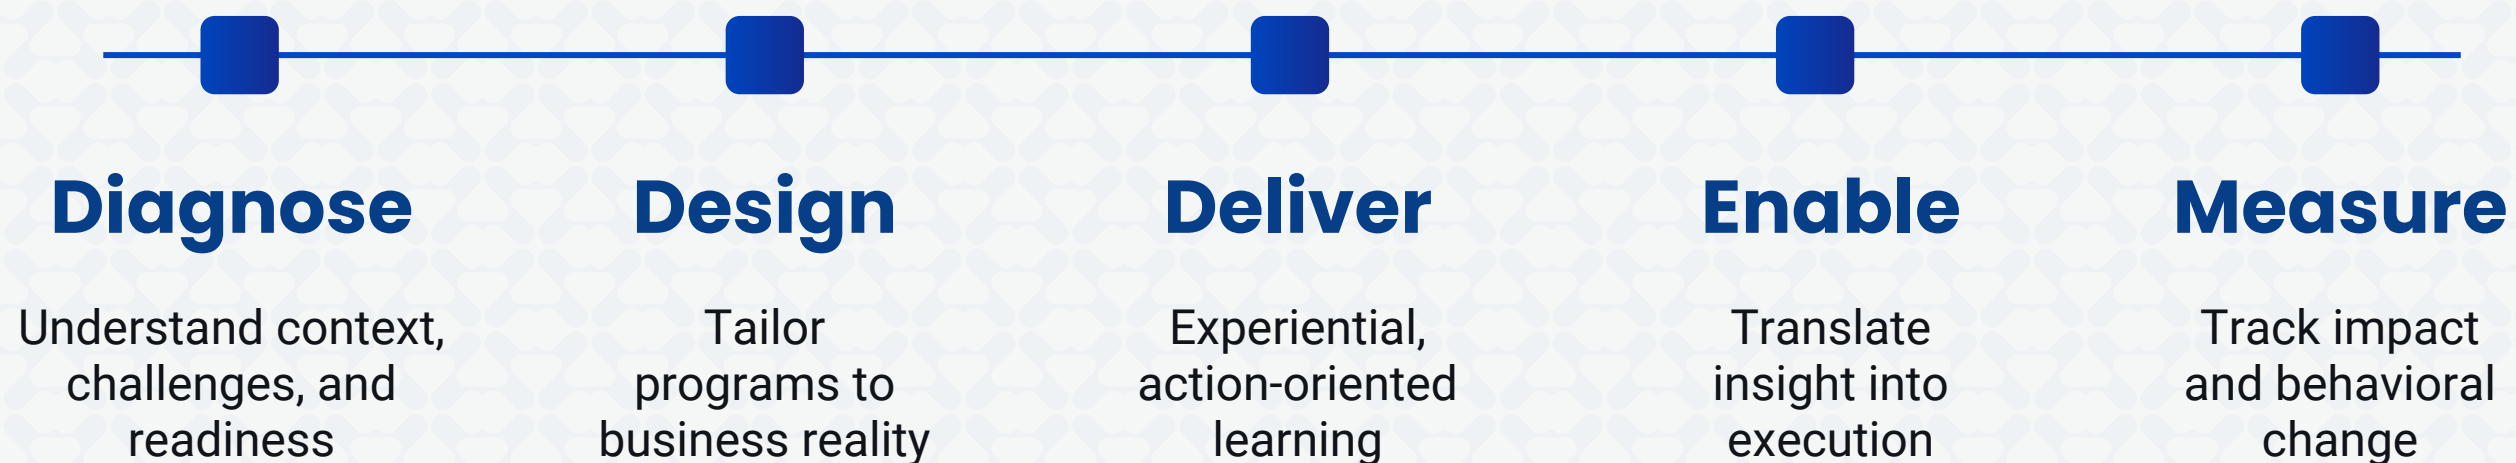 Diagnose
Understand context,
challenges, and
readiness
Design
Tailor
programs to
business reality
Deliver
Experiential,
action-oriented
learning
Enable
Translate
insight into
execution
Measure
Track impact
and behavioral
change